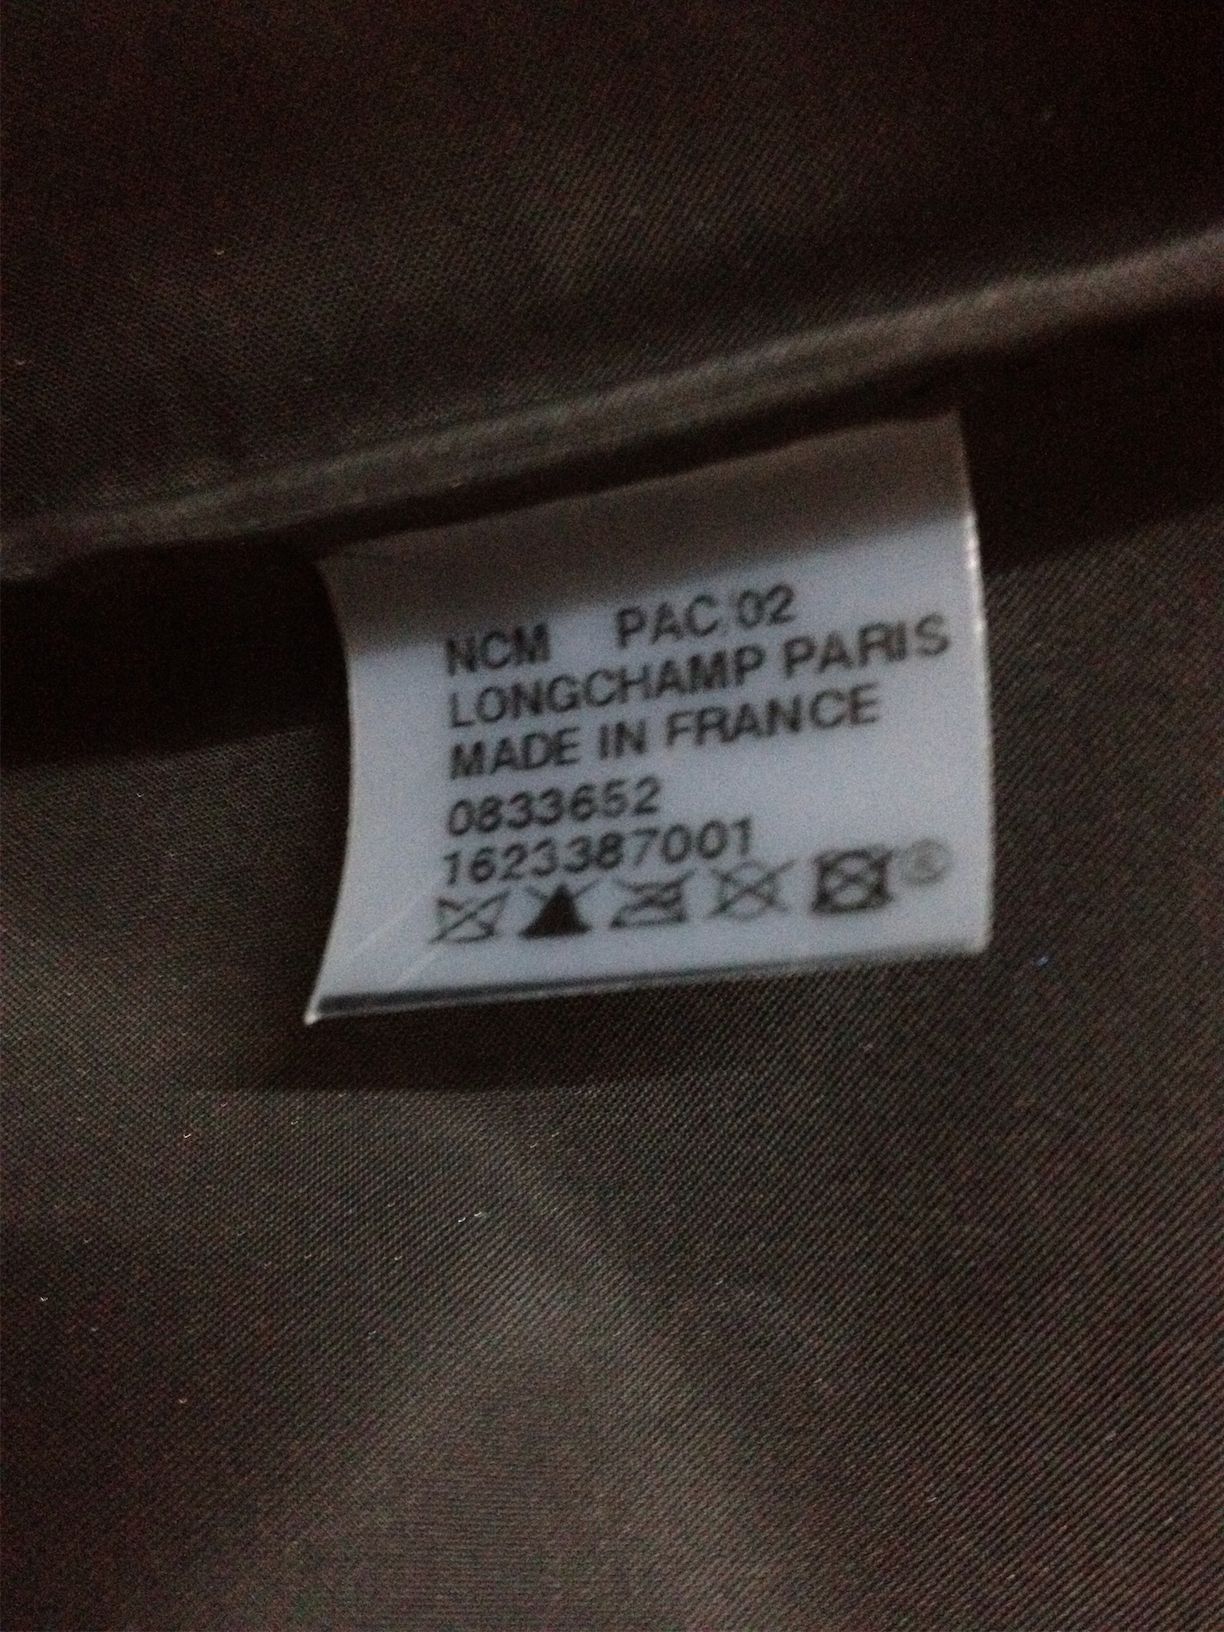 NCM PAC 02
LONGCHAMP PARIS
MADE IN FRANCE
0833652
1623387001